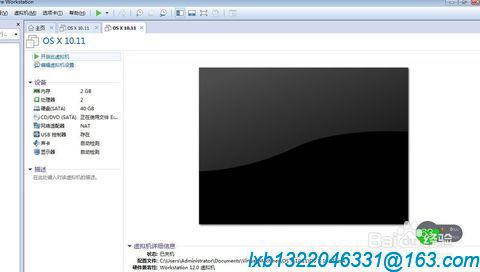 re Workstation
虚拟机(M) 选项卡(T) 帮助(H)
主页 OS X 10.11 OS X 10.11
OS X 10.11
开启此虚拟机
编辑虚拟机设置
设备
内存 2 GB
处理器 2
硬盘(SATA) 40 GB
CD/DVD (SATA) 正在使用文件 E:...
网络适配器 NAT
USB 控制器 存在
声卡 自动检测
显示器 自动检测
描述
在此处键入对该虚拟机的描述。
虚拟机详细信息
状态: 已关机
配置文件: C:\Users\Administrator\Documents\Virtual
硬件兼容性: Workstation 12.0 虚拟机
lkb1322046331@163.com